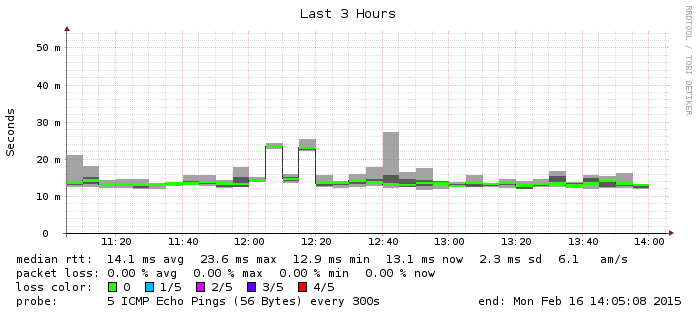 Last 3 Hours
RRDTOOL / TOBI OETIKER
Seconds
50 m
40 m
30 m
20 m
10 m
0
11:20 11:40 12:00 12:20 12:40 13:00 13:20 13:40 14:00
median rtt: 14.1 ms avg 23.6 ms max 12.9 ms min 13.1 ms now 2.3 ms sd 6.1 am/s
packet loss: 0.00 % avg 0.00 % max 0.00 % min 0.00 % now
loss color: 0 1/5 2/5 3/5 4/5
probe: 5 ICMP Echo Pings (56 Bytes) every 300s end: Mon Feb 16 14:05:08 2015